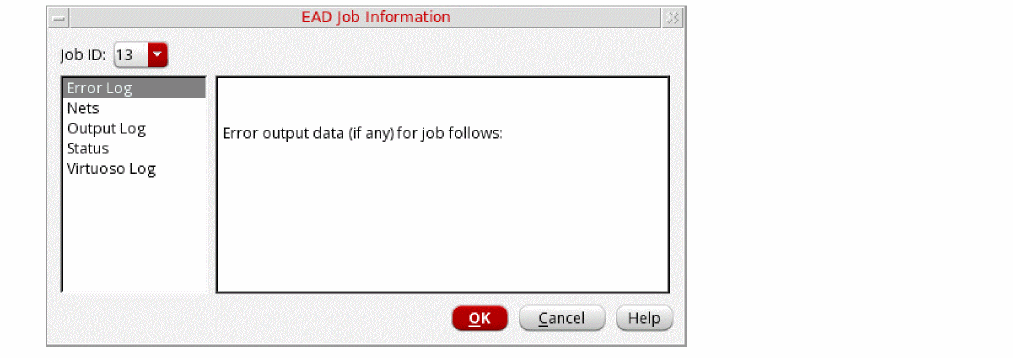 EAD Job Information
Job ID: 13
Error Log
Nets
Output Log
Status
Virtuoso Log
Error output data (if any) for job follows:
OK Cancel Help